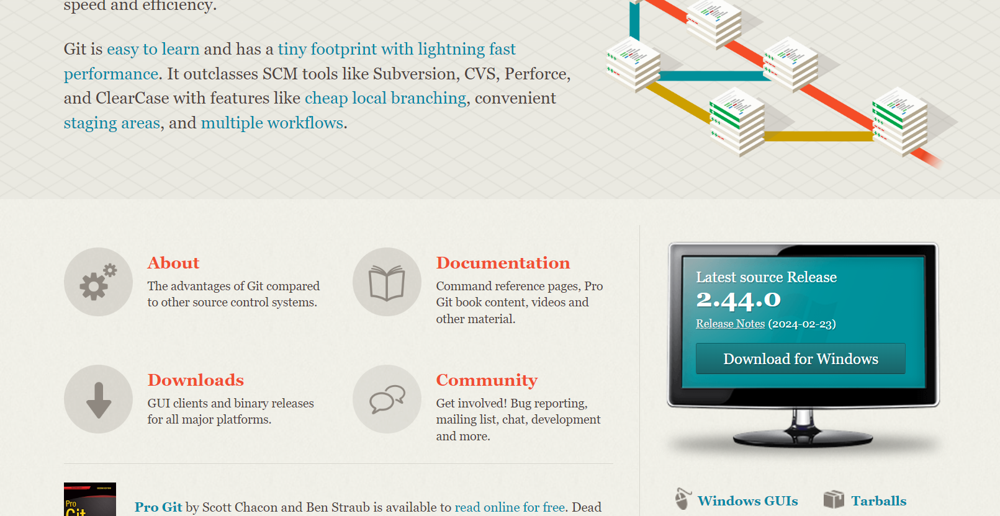 speed and efficiency.
Git is easy to learn and has a tiny footprint with lightning fast
performance. It outclasses SCM tools like Subversion, CVS, Perforce,
and ClearCase with features like cheap local branching, convenient
staging areas, and multiple workflows.
About
The advantages of Git compared
to other source control systems.
Documentation
Command reference pages, Pro
Git book content, videos and
other material.
Downloads
GUI clients and binary releases
for all major platforms.
Community
Get involved! Bug reporting,
mailing list, chat, development
and more.
Latest source Release
2.44.0
Release Notes (2024-02-23)
Download for Windows
Windows GUIs
Tarballs
Pro
Git
Pro Git by Scott Chacon and Ben Straub is available to read online for free. Dead